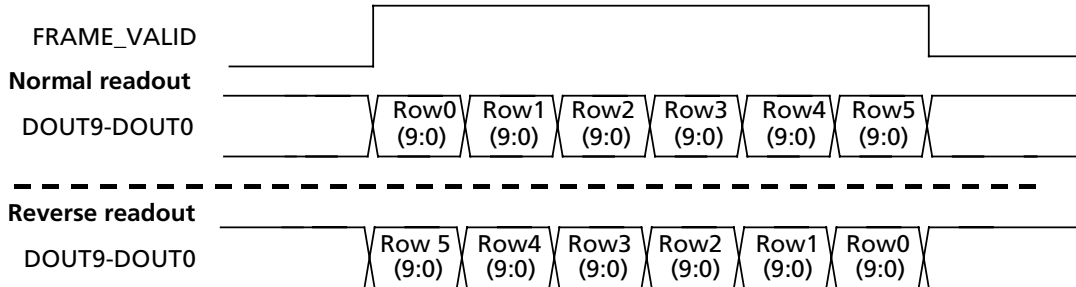 FRAME_VALID
Normal readout
DOUT9-DOUT0
Row0 Row1 Row2 Row3 Row4 Row5
(9:0) (9:0) (9:0) (9:0) (9:0) (9:0)
Reverse readout
DOUT9-DOUT0
Row 5 Row4 Row3 Row2 Row1 Row0
(9:0) (9:0) (9:0) (9:0) (9:0) (9:0)